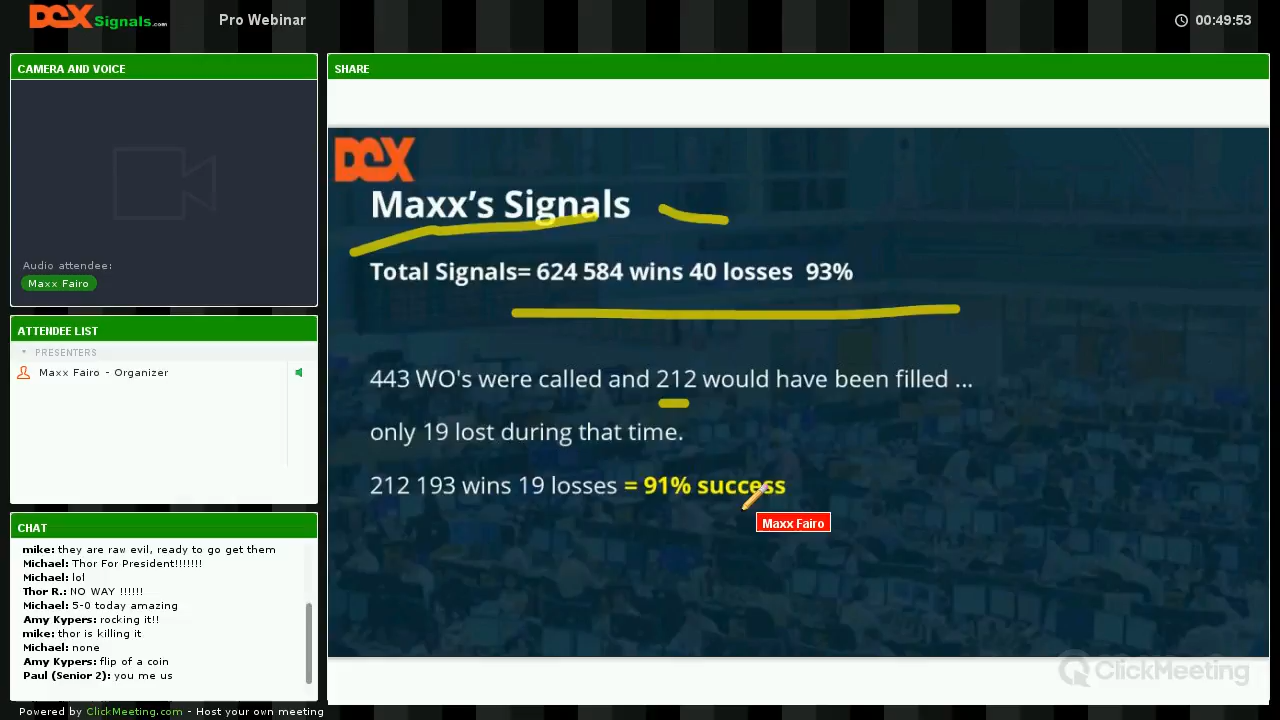 DCX Signals.com
Pro Webinar
00:49:53
CAMERA AND VOICE
Audio attendee:
Maxx Fairo
ATTENDEE LIST
PRESENTERS
Maxx Fairo - Organizer
CHAT
mike: they are raw evil, ready to go get them
Michael: Thor For President!!!!!!!
Michael: lol
Thor R.: NO WAY !!!!!!
Michael: 5-0 today amazing
Amy Kypers: rocking it!!
mike: thor is killing it
Michael: none
Amy Kypers: flip of a coin
Paul (Senior 2): you me us
Powered by ClickMeeting.com - Host your own meeting
SHARE
DCX
Maxx's Signals
Total Signals= 624 584 wins 40 losses 93%
443 WO's were called and 212 would have been filled ...
only 19 lost during that time.
212 193 wins 19 losses = 91% success
Maxx Fairo
ClickMeeting